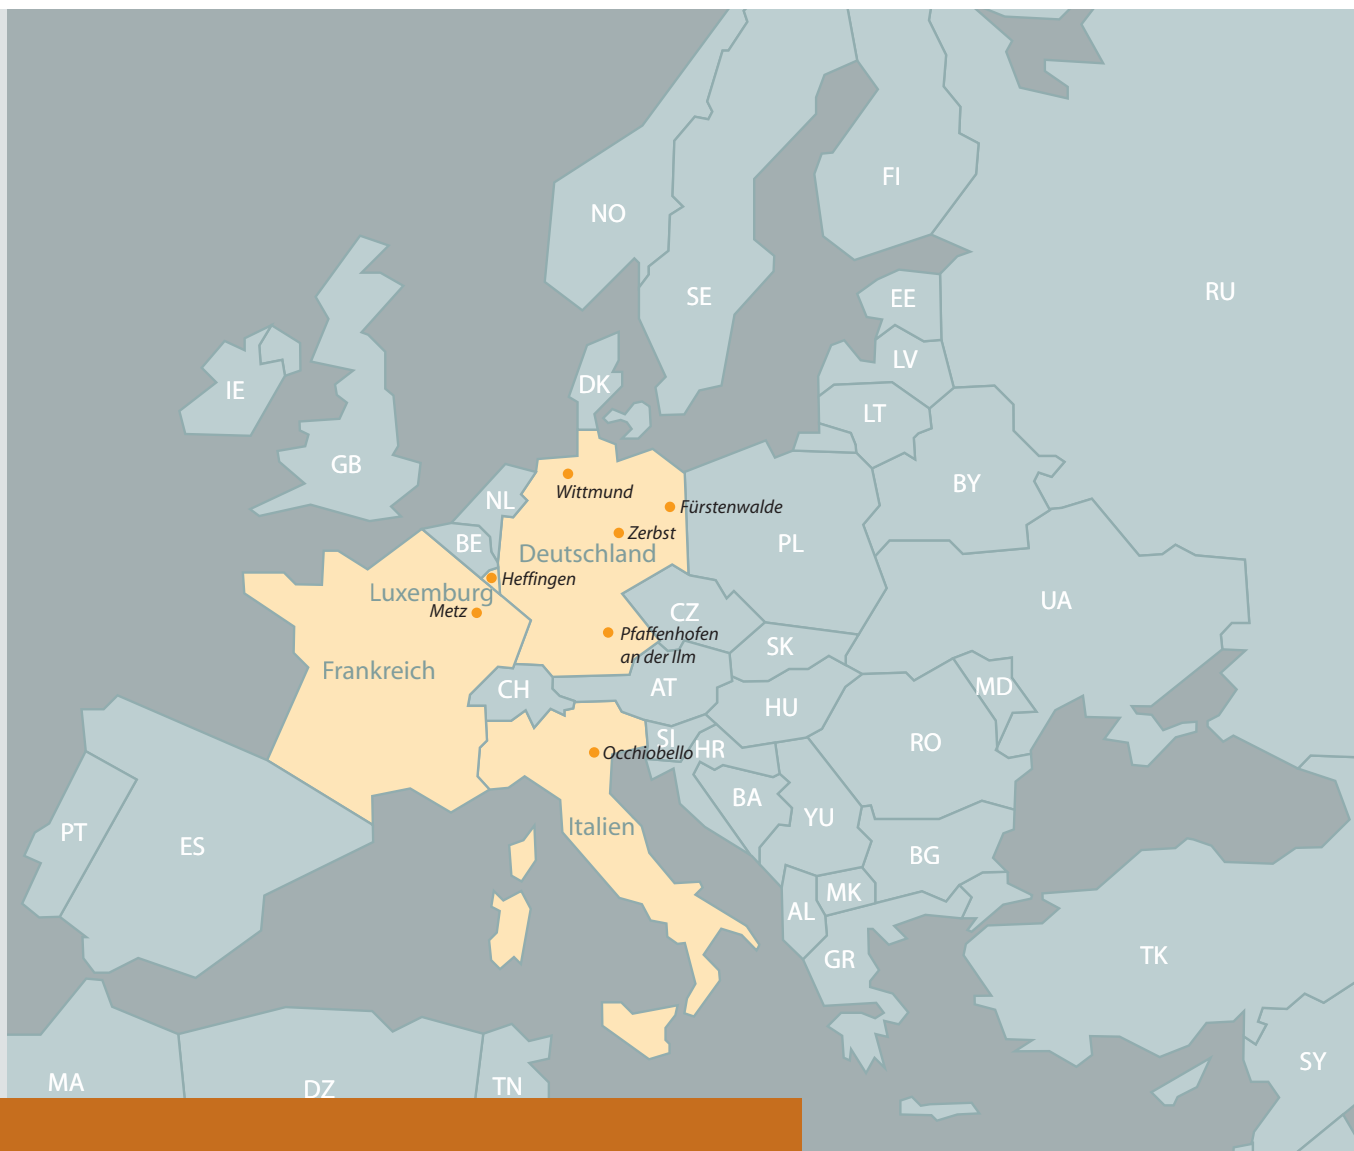 FI
NO
RU
SE
EE
LV
DK
IE
LT
GB
BY
Wittmund
NL
Fürstenwalde
Zerbst
BE
Deutschland
PL
Heffingen
Luxemburg
UA
Metz
CZ
Pfaffenhofen
an der Ilm
SK
Frankreich
CH
AT
MD
HU
SI
HR
RO
Occhiobello
BA
YU
Italien
PT
ES
BG
MK
AL
GR
TK
SY
MA
DZ
TN